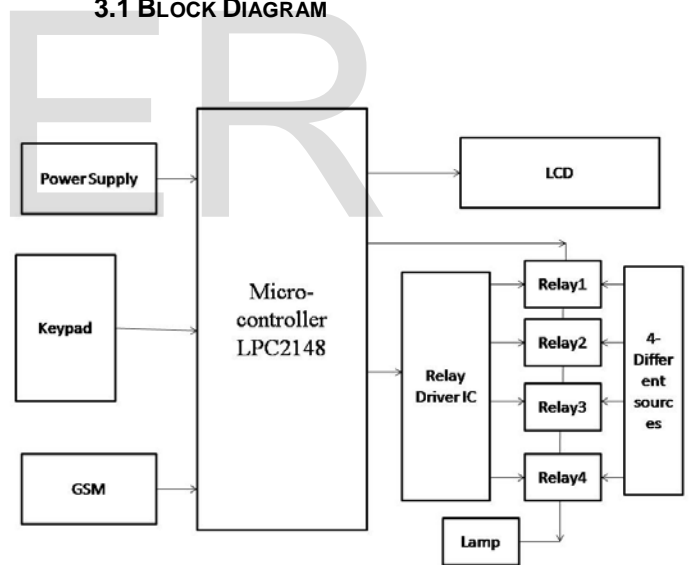 3.1 BLOCK DIAGRAM
ER
Power Supply
Keypad
GSM
Micro-
controller
LPC2148
LCD
Relay
Driver IC
Relay1
Relay2
Relay3
Relay4
4-
Differ
ent
sourc
es
Lamp